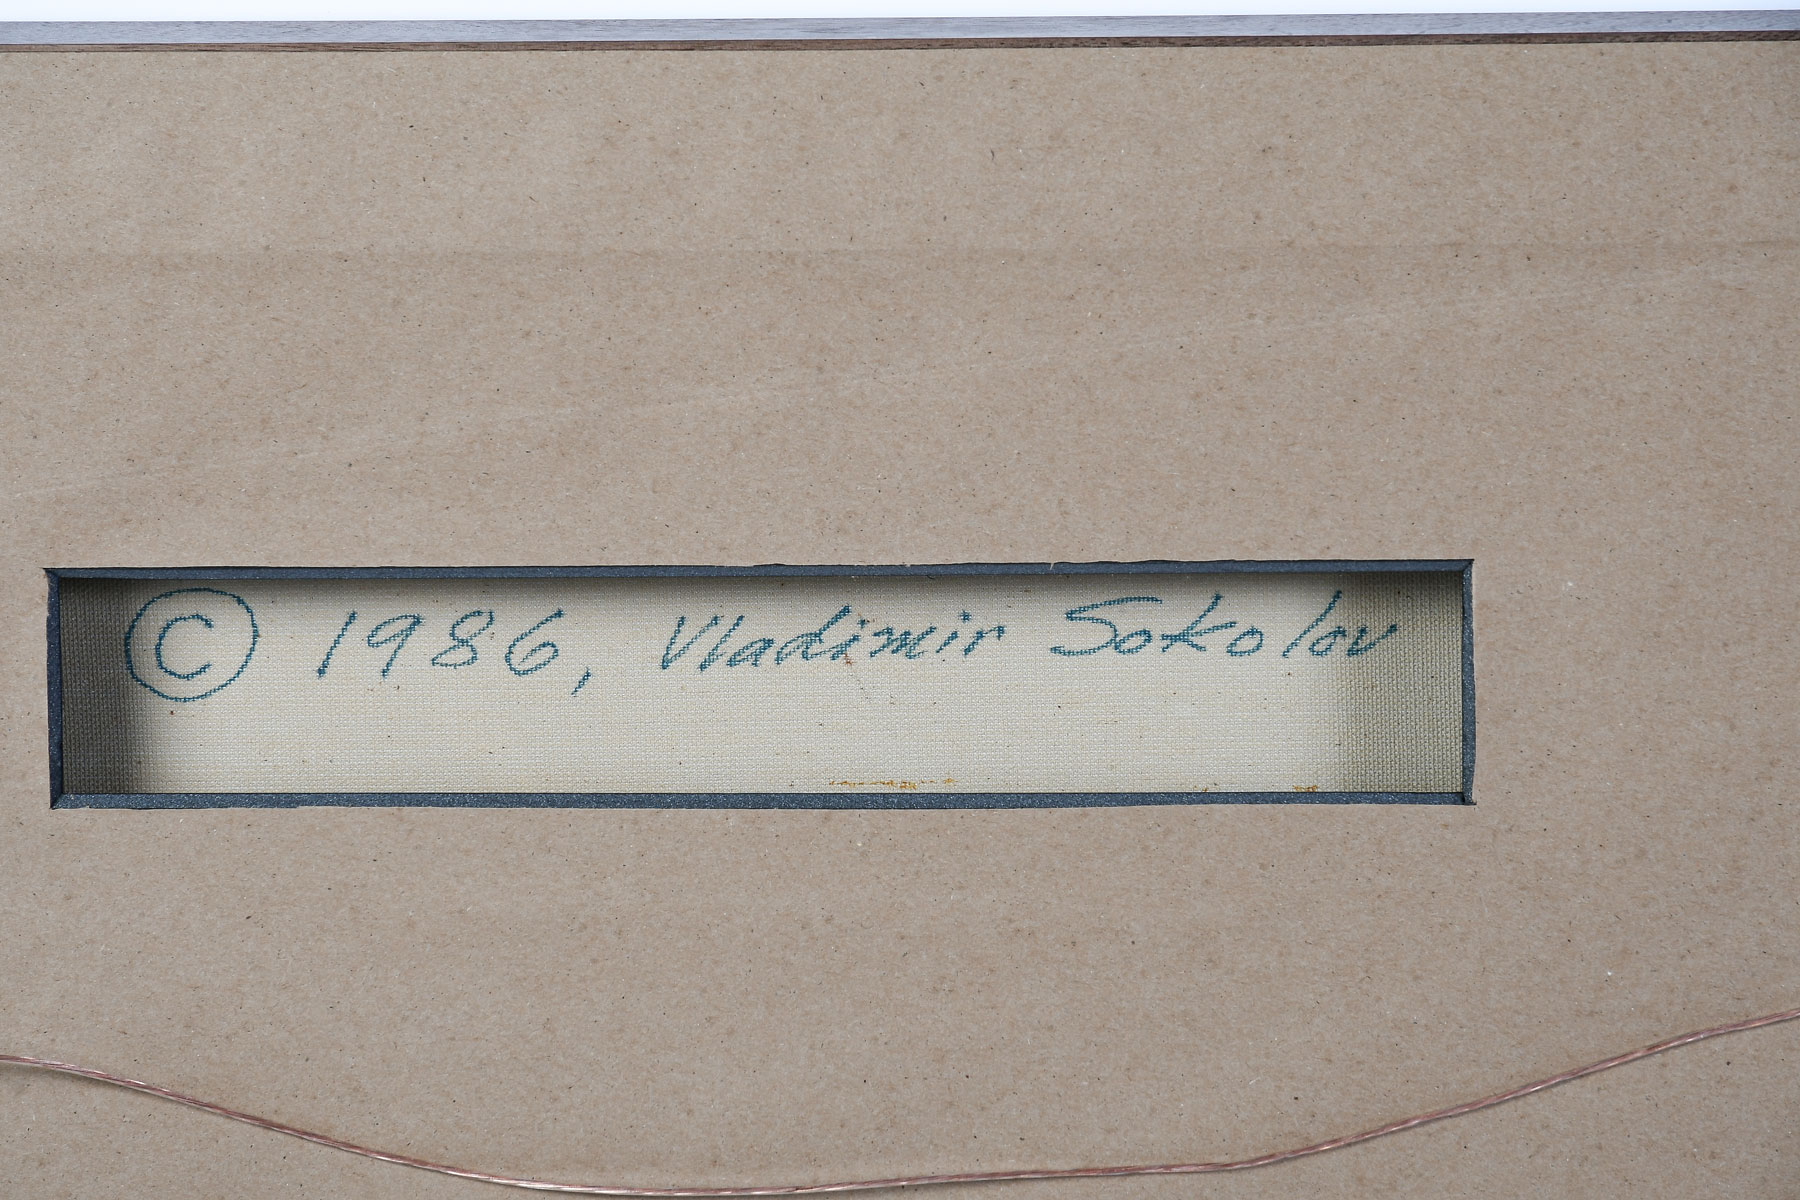 © 1986, Vladimir Sokolov